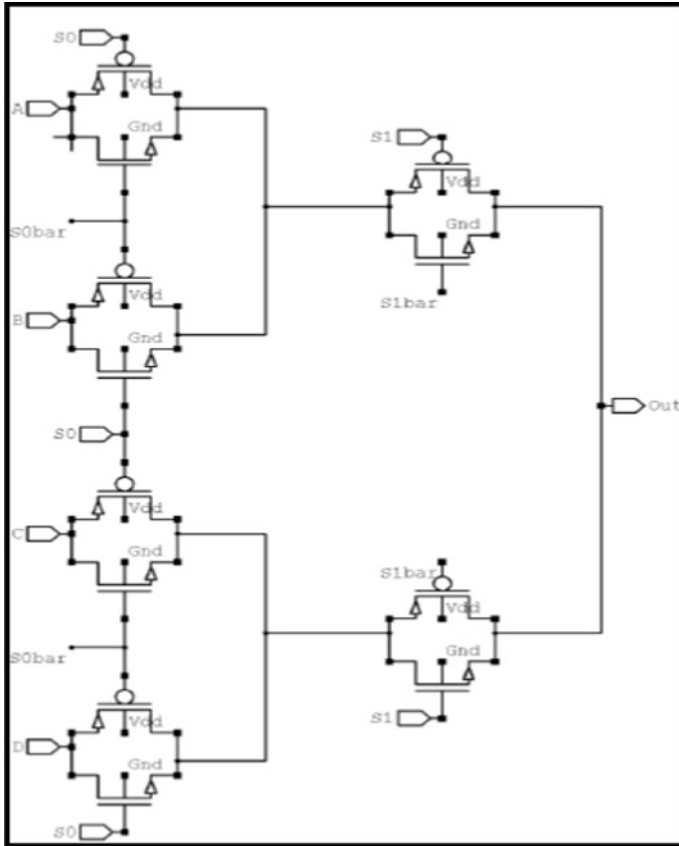 S0
Vdd
A
Gnd
S1
Vdd
Gnd
S0bar
S1bar
Vdd
B
Gnd
Out
S0
Vdd
C
Gnd
S1bar
Vdd
S0bar
Gnd
Vdd
S1
D
Gnd
S0